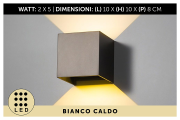 WATT: 2 X 5 | DIMENSIONI: (L) 10 X (H) 10 X (P) 8 CM
LED
BIANCO CALDO